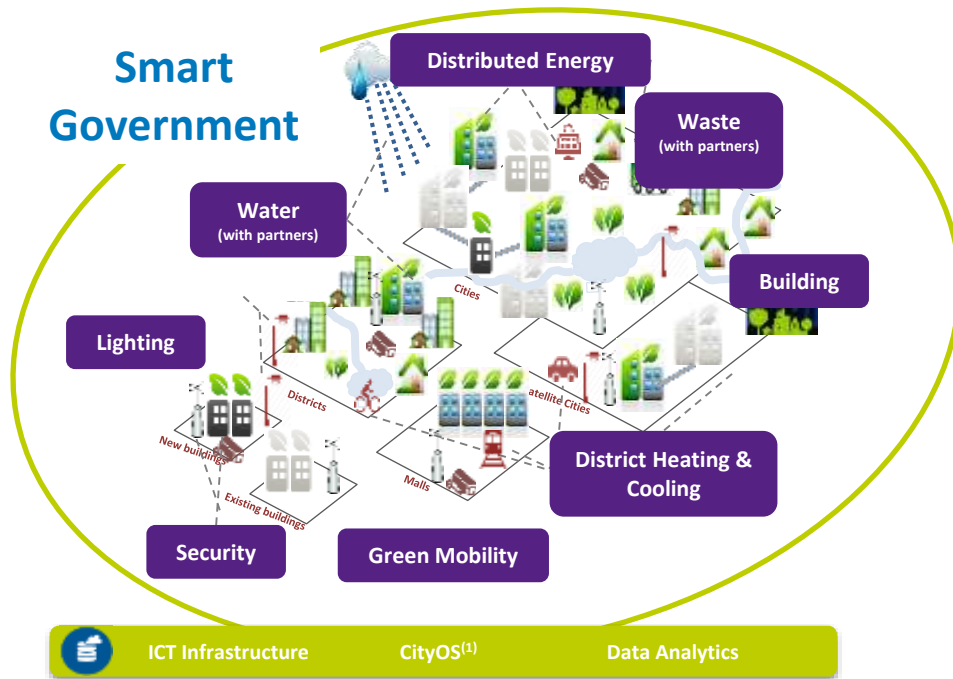 Smart
Government
Distributed Energy
Waste
(with partners)
Water
(with partners)
Building
Cities
Lighting
Districts
atellite Cities
New buildings
Malls
District Heating &
Cooling
Existing buildings
Security
Green Mobility
ICT Infrastructure
CityOS(1)
Data Analytics